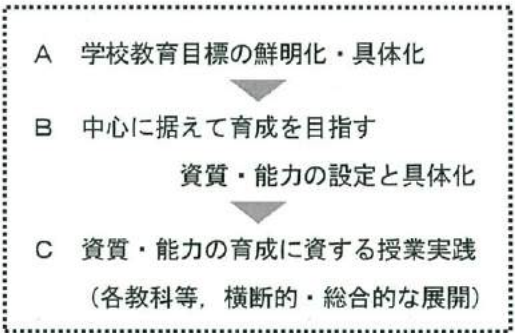 A 学校教育目標の鮮明化・具体化
B 中心に据えて育成を目指す
資質・能力の設定と具体化
C 資質・能力の育成に資する授業実践
（各教科等，横断的・総合的な展開）